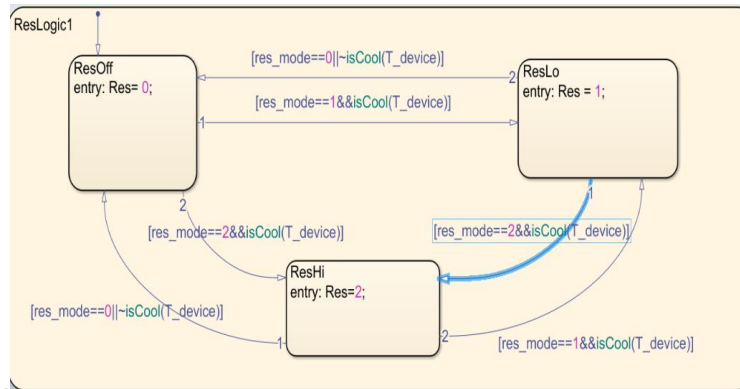 ResLogic1
ResOff
entry: Res= 0;
[res_mode==0||~isCool(T_device)]
2
ResLo
entry: Res = 1;
[res_mode==1&&isCool(T_device)]
1
2
1
[res_mode==2&&isCool(T_device)]
[res_mode==2&&isCool(T_device)]
ResHi
entry: Res=2;
[res_mode==0||~isCool(T_device)]
1
2
[res_mode==1&&isCool(T_device)]